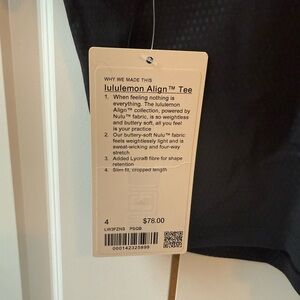 WHY WE MADE THIS
lululemon Align™ Tee
1. When feeling nothing is
everything. The lululemon
Align™ collection, powered by
Nulu™ fabric, is so weightless
and buttery soft, all you feel
is your practice
2. Our buttery-soft Nulu™ fabric
feels weightlessly light and is
sweat-wicking and four-way
stretch.
3. Added Lycra® fibre for shape
retention
4. Slim fit, cropped length
4 $78.00
LW3FZNS PSQB
000142325898